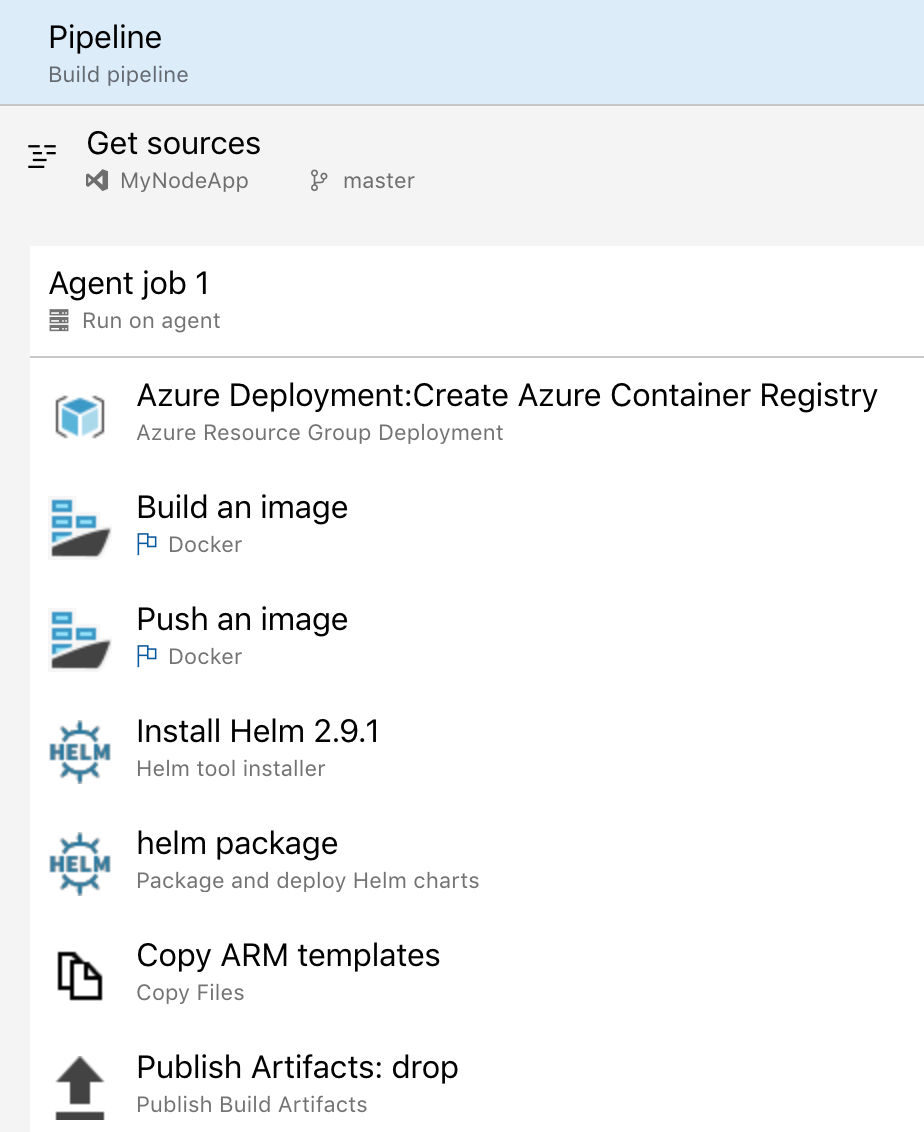 Pipeline
Build pipeline
Get sources
MyNodeApp master
Agent job 1
Run on agent
Azure Deployment:Create Azure Container Registry
Azure Resource Group Deployment
Build an image
Docker
Push an image
Docker
HELM
Install Helm 2.9.1
Helm tool installer
HELM
helm package
Package and deploy Helm charts
Copy ARM templates
Copy Files
Publish Artifacts: drop
Publish Build Artifacts